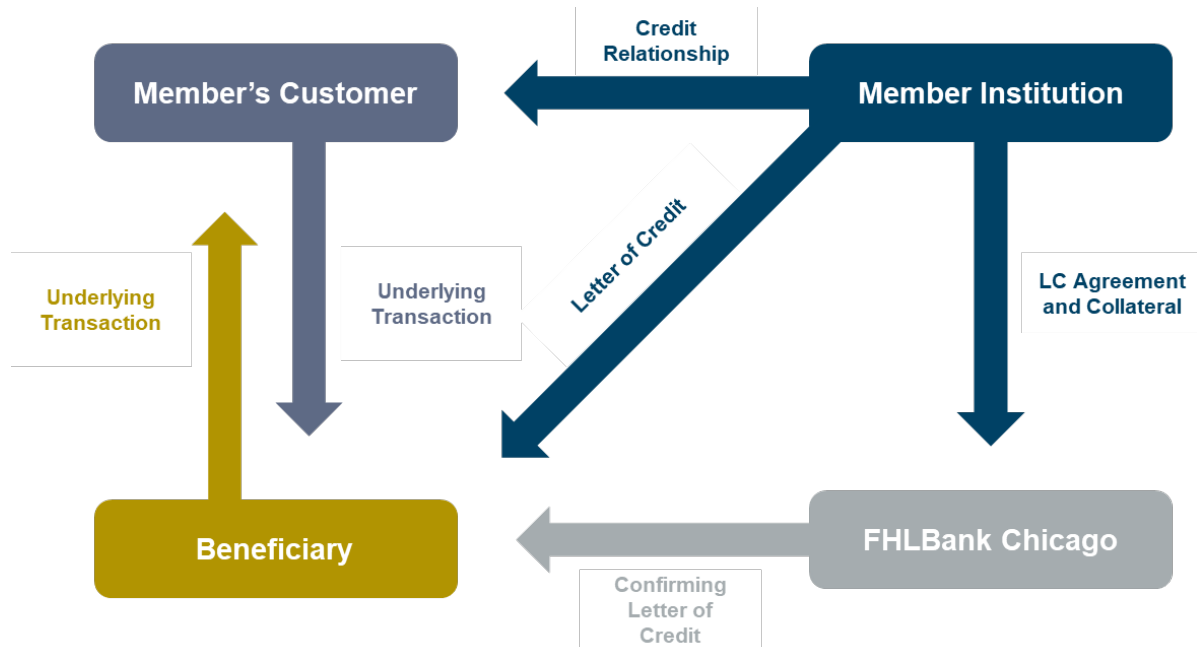 Credit
Relationship
Member’s Customer
Member Institution
Letter of Credit
Underlying
Transaction
Underlying
Transaction
LC Agreement
and Collateral
Beneficiary
FHLBank Chicago
Confirming
Letter of
Credit